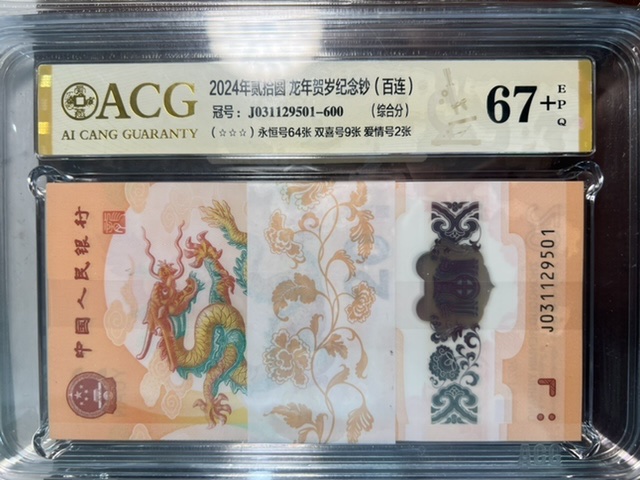 ACG
AI CANG GUARANTY
2024年贰拾圆 龙年贺岁纪念钞（百连）
冠号：J031129501-600 （综合分）
（☆☆☆）永恒号64张 双喜号9张 爱情号2张
67+
EPQ
中国人民银行
J031129501